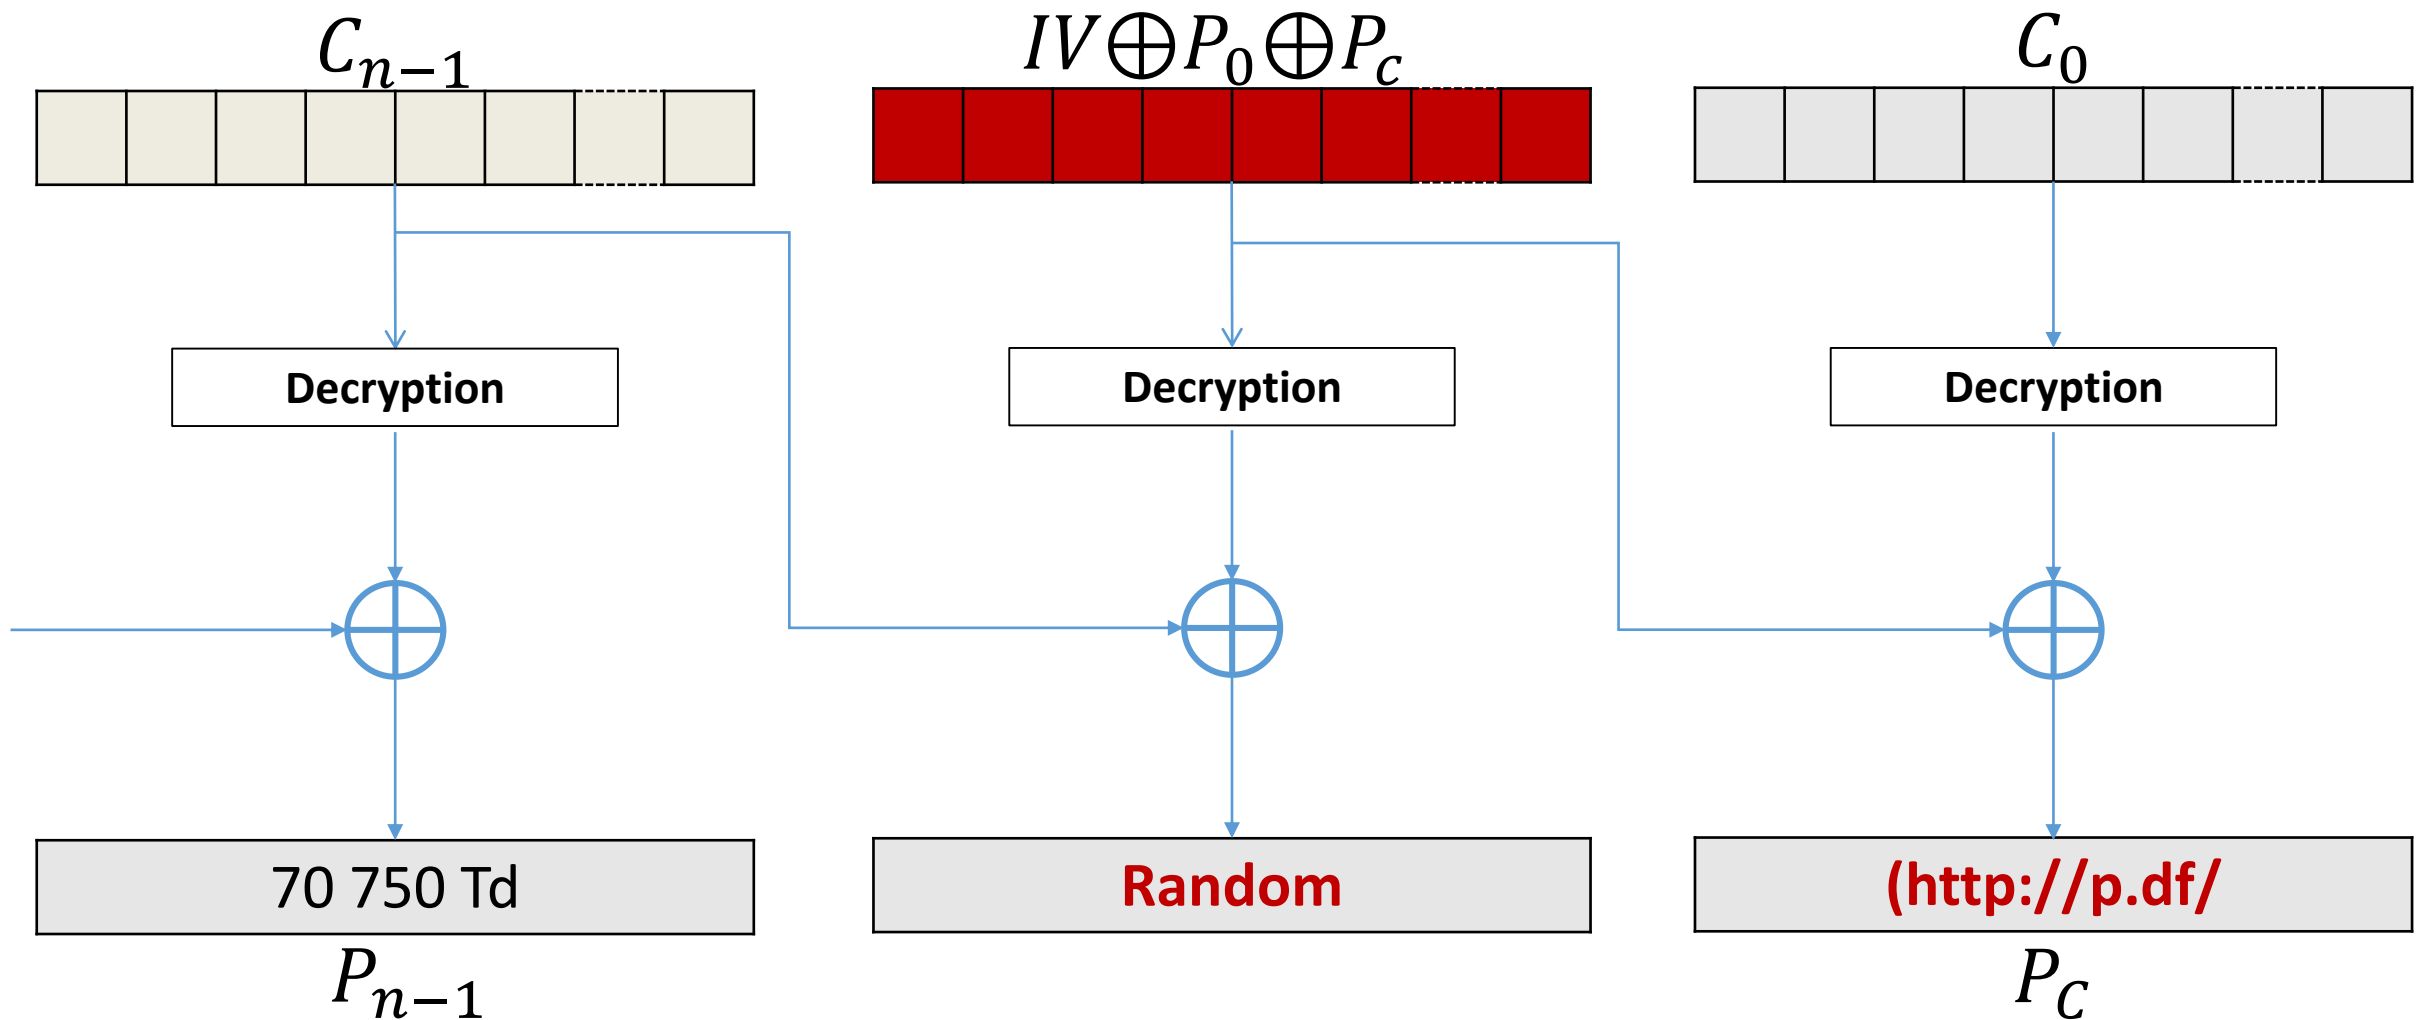 C_{n-1}
IV⊕P_0⊕P_c
C_0
Decryption
Decryption
Decryption
70 750 Td
Random
(http://p.df/
P_{n-1}
P_C